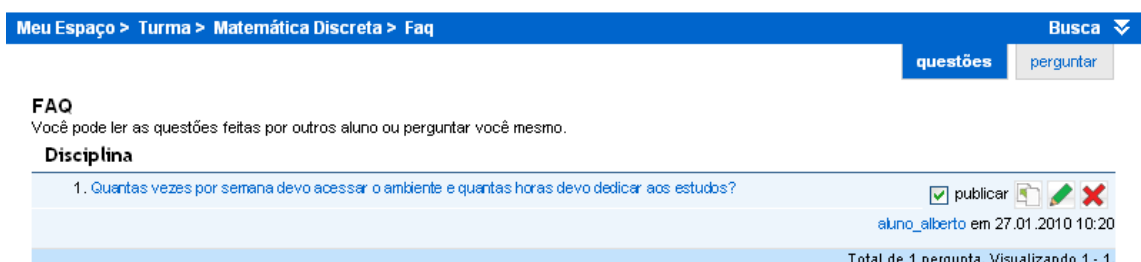 Meu Espaço > Turma > Matemática Discreta > Faq Busca
questões perguntar
FAQ
Você pode ler as questões feitas por outros aluno ou perguntar você mesmo.
Disciplina
1. Quantas vezes por semana devo acessar o ambiente e quantas horas devo dedicar aos estudos?
publicar
aluno_alberto em 27.01.2010 10:20
Total de 1 pergunta. Visualizando 1 - 1